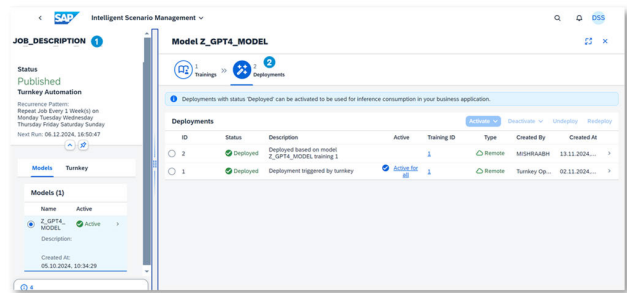 SAP Intelligent Scenario Management DSS
JOB_DESCRIPTION 1
Status
Published
Turnkey Automation
Recurrence Pattern:
Repeat Job Every 1 Week(s) on
Monday Tuesday Wednesday
Thursday Friday Saturday Sunday
Next Run: 06.12.2024, 16:50:47
Models Turnkey
Models (1)
Name Active
Z_GPT4_
MODEL
Active
Description:
Created At:
05.10.2024, 10:34:29
4
Model Z_GPT4_MODEL
1
Trainings
2
Deployments
2
Deployments with status 'Deployed' can be activated to be used for inference consumption in your business application.
Deployments Activate Deactivate Undeploy Redeploy
ID Status Description Active Training ID Type Created By Created At
2 Deployed Deployed based on model
Z_GPT4_MODEL training 1
1 Remote MISHRAABH 13.11.2024,...
1 Deployed Deployment triggered by turnkey Active for
all
1 Remote Turnkey Op... 02.11.2024,...